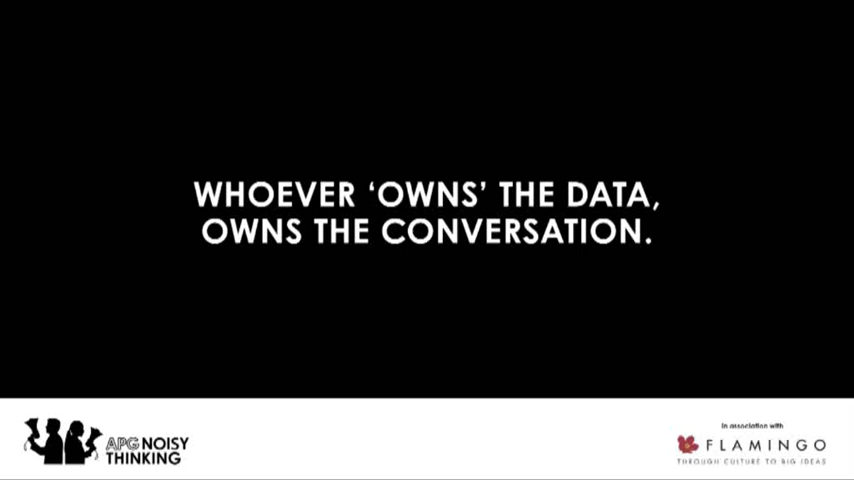 WHOEVER ‘OWNS’ THE DATA,
OWNS THE CONVERSATION.
APG NOISY
THINKING
In association with
FLAMINGO
THROUGH CULTURE TO BIG IDEAS